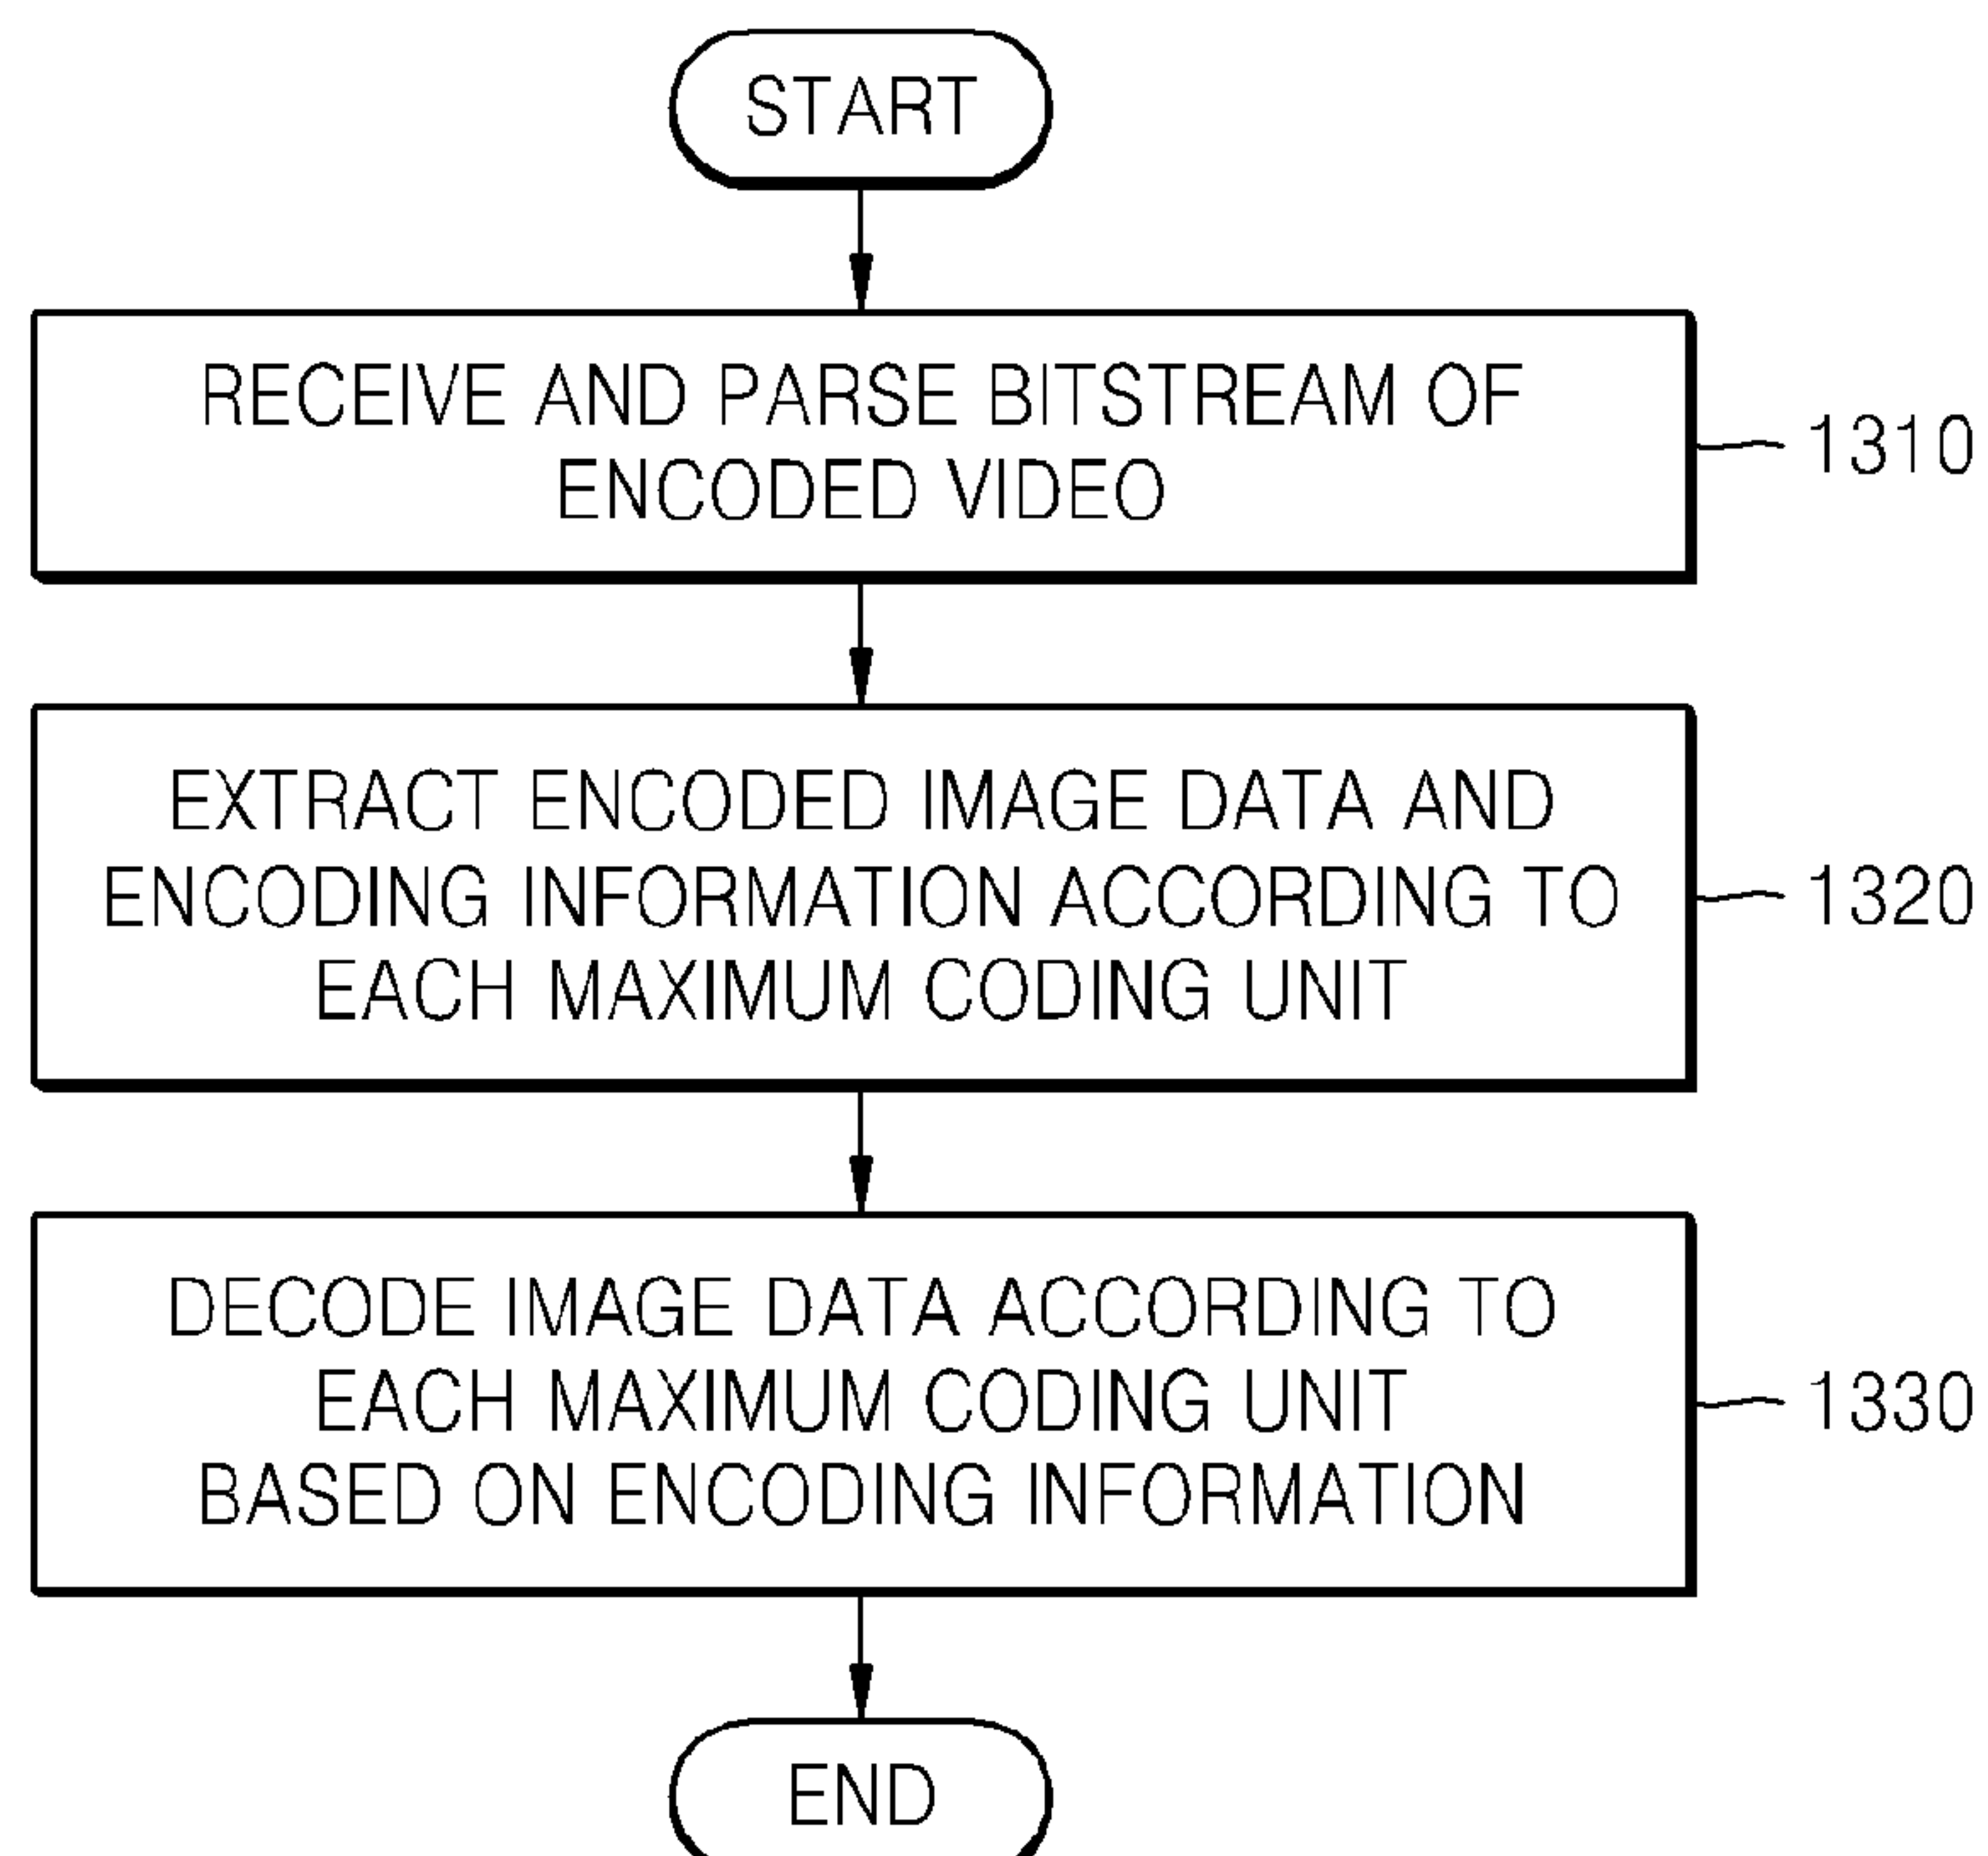 START
RECEIVE AND PARSE BITSTREAM OF
ENCODED VIDEO
1310
EXTRACT ENCODED IMAGE DATA AND
ENCODING INFORMATION ACCORDING TO
EACH MAXIMUM CODING UNIT
1320
DECODE IMAGE DATA ACCORDING TO
EACH MAXIMUM CODING UNIT
BASED ON ENCODING INFORMATION
1330
END